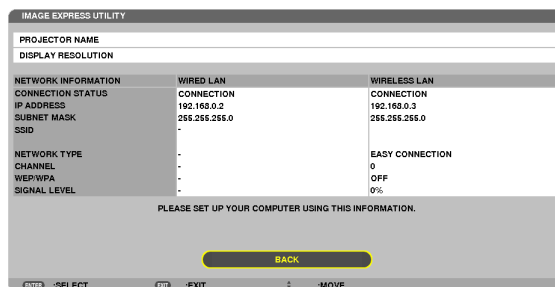 IMAGE EXPRESS UTILITY
PROJECTOR NAME
DISPLAY RESOLUTION
NETWORK INFORMATION WIRED LAN WIRELESS LAN
CONNECTION STATUS CONNECTION CONNECTION
IP ADDRESS 192.168.0.2 192.168.0.3
SUBNET MASK 255.255.255.0 255.255.255.0
SSID -
NETWORK TYPE - EASY CONNECTION
CHANNEL - 0
WEP/WPA - OFF
SIGNAL LEVEL - 0%
PLEASE SET UP YOUR COMPUTER USING THIS INFORMATION.
BACK
ENTER :SELECT EXIT :EXIT :MOVE